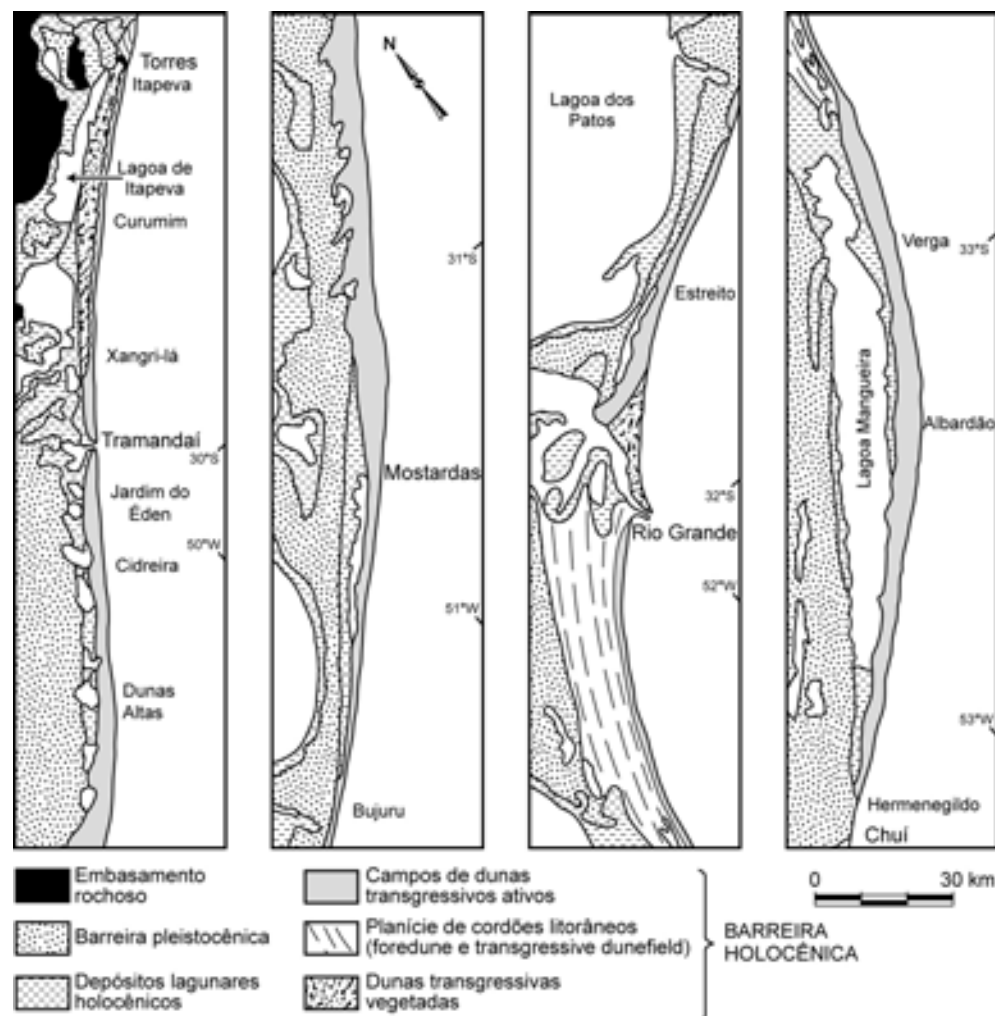 Torres
Itapeva
Lagoa de
Itapeva
Curumim
Xangri-lá
Tramandaí
30°S
Jardim do
Éden
50°W
Cidreira
Dunas
Altas
N
31°S
Mostardas
51°W
Bujuru
Lagoa dos
Patos
Estreito
32°S
Rio Grande
52°W
Verga
33°S
Lagoa Mangueira
Albardão
53°W
Hermenegildo
Chuí
Embasamento
rochoso
Barreira pleistocênica
Depósitos lagunares
holocênicos
Campos de dunas
transgressivos ativos
Planície de cordões litorâneos
(foredune e transgressive dunefield)
Dunas transgressivas
vegetadas
BARREIRA
HOLOCÊNICA
0 30 km